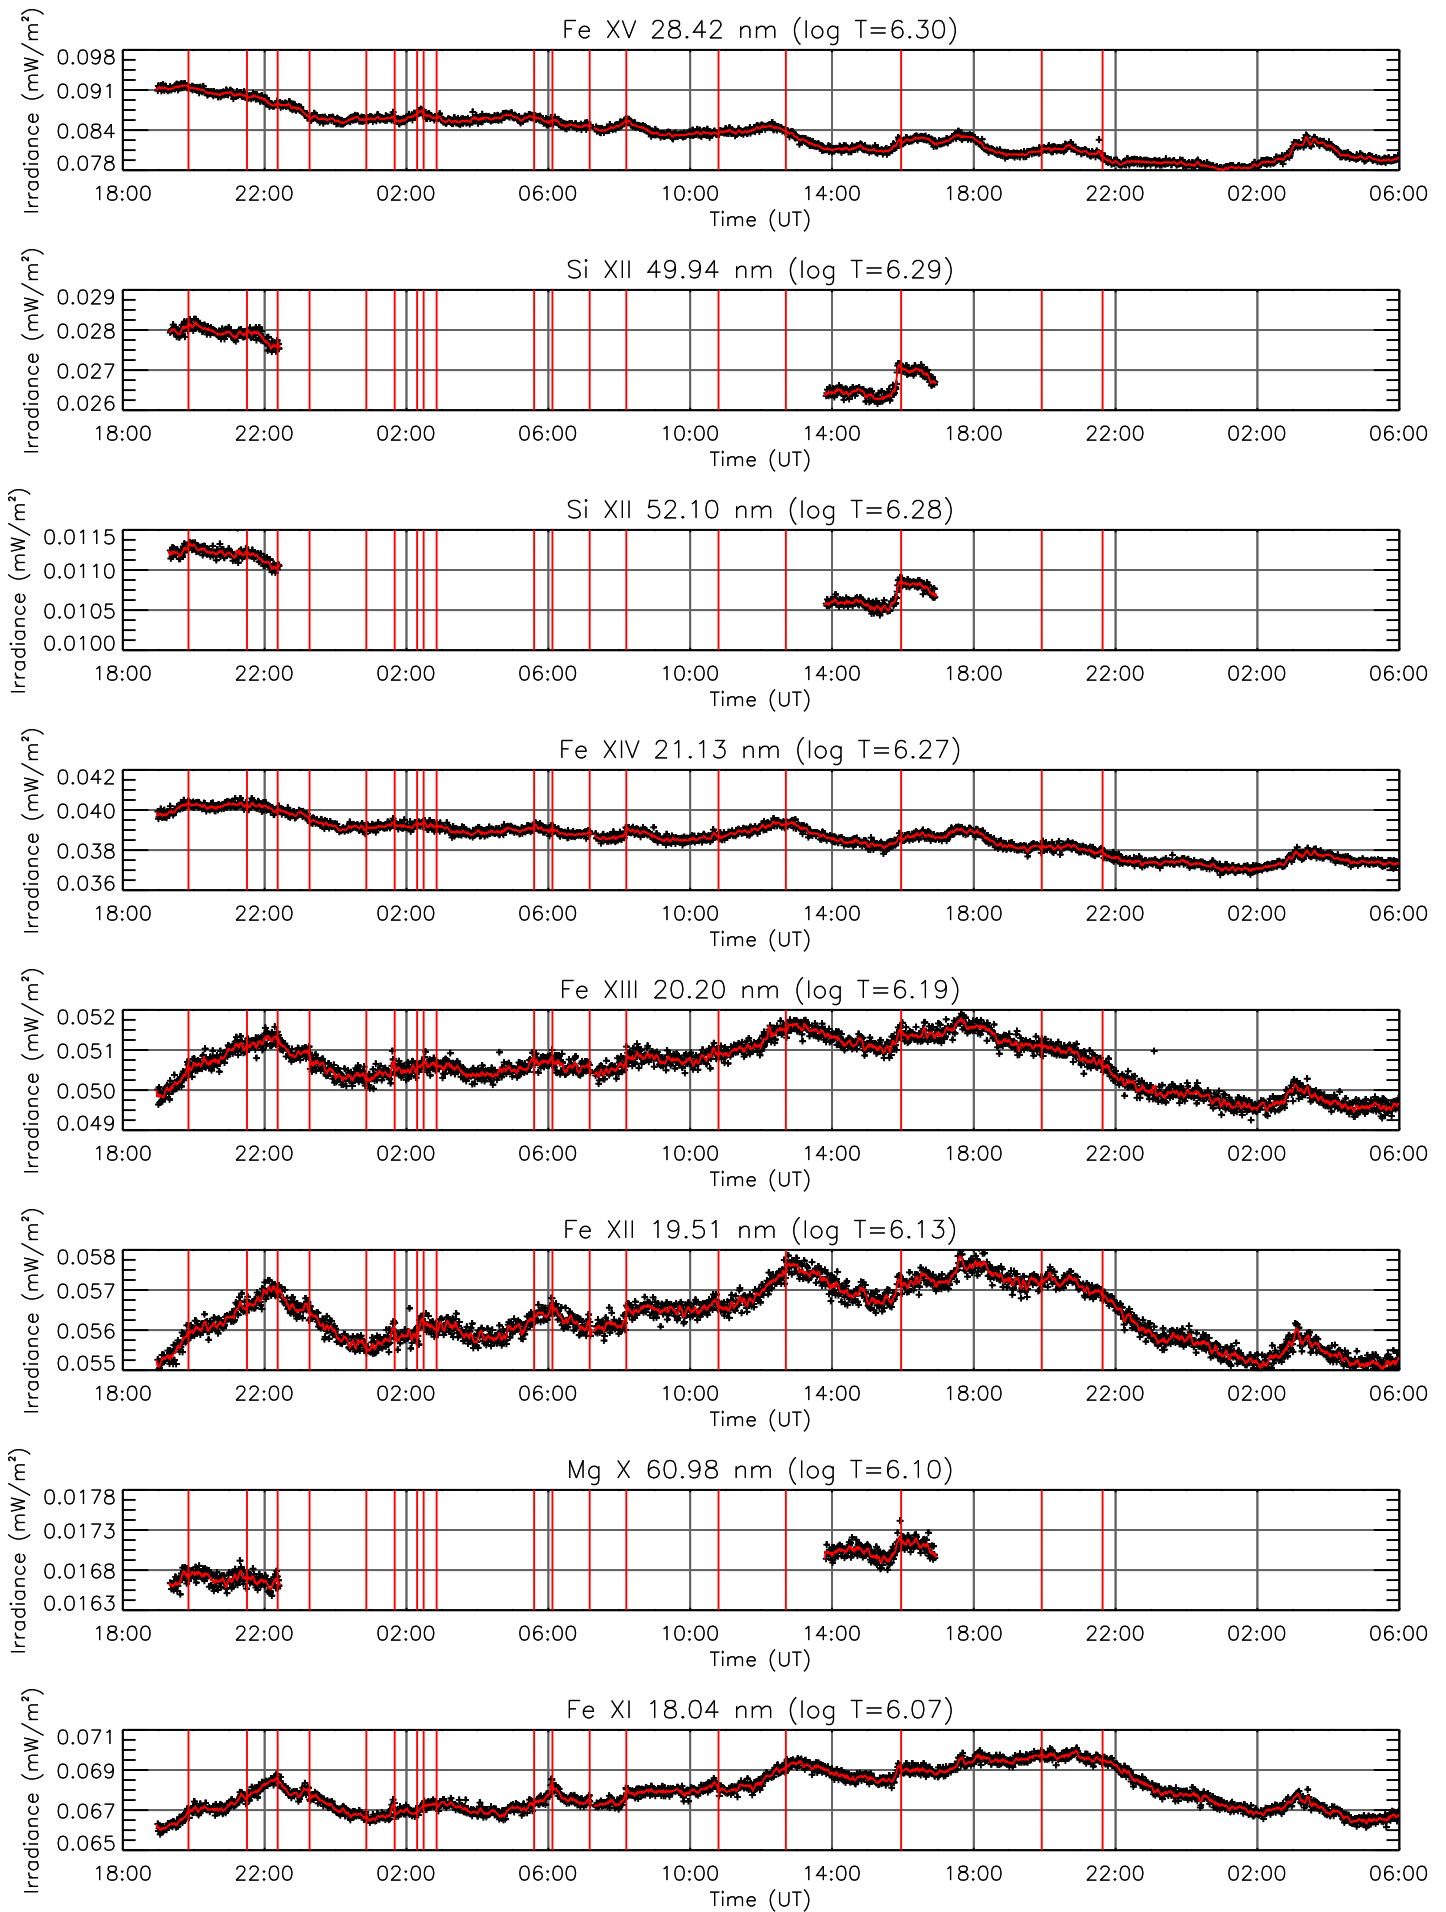 Fe XV 28.42 nm (log T=6.30)
Irradiance (mW/m²)
0.098
0.091
0.084
0.078
18:00 22:00 02:00 06:00 10:00 14:00 18:00 22:00 02:00 06:00
Time (UT)
Si XII 49.94 nm (log T=6.29)
Irradiance (mW/m²)
0.029
0.028
0.027
0.026
18:00 22:00 02:00 06:00 10:00 14:00 18:00 22:00 02:00 06:00
Time (UT)
Si XII 52.10 nm (log T=6.28)
Irradiance (mW/m²)
0.0115
0.0110
0.0105
0.0100
18:00 22:00 02:00 06:00 10:00 14:00 18:00 22:00 02:00 06:00
Time (UT)
Fe XIV 21.13 nm (log T=6.27)
Irradiance (mW/m²)
0.042
0.040
0.038
0.036
18:00 22:00 02:00 06:00 10:00 14:00 18:00 22:00 02:00 06:00
Time (UT)
Fe XIII 20.20 nm (log T=6.19)
Irradiance (mW/m²)
0.052
0.051
0.050
0.049
18:00 22:00 02:00 06:00 10:00 14:00 18:00 22:00 02:00 06:00
Time (UT)
Fe XII 19.51 nm (log T=6.13)
Irradiance (mW/m²)
0.058
0.057
0.056
0.055
18:00 22:00 02:00 06:00 10:00 14:00 18:00 22:00 02:00 06:00
Time (UT)
Mg X 60.98 nm (log T=6.10)
Irradiance (mW/m²)
0.0178
0.0173
0.0168
0.0163
18:00 22:00 02:00 06:00 10:00 14:00 18:00 22:00 02:00 06:00
Time (UT)
Fe XI 18.04 nm (log T=6.07)
Irradiance (mW/m²)
0.071
0.069
0.067
0.065
18:00 22:00 02:00 06:00 10:00 14:00 18:00 22:00 02:00 06:00
Time (UT)